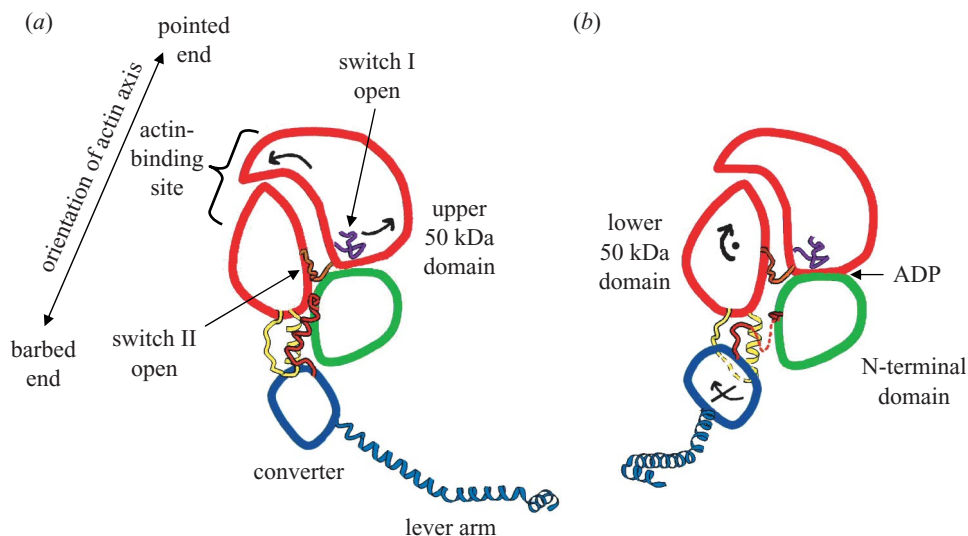 (a)
pointed
end
orientation of actin axis
barbed
end
actin-
binding
site
switch I
open
upper
50 kDa
domain
switch II
open
converter
lever arm
(b)
lower
50 kDa
domain
ADP
N-terminal
domain